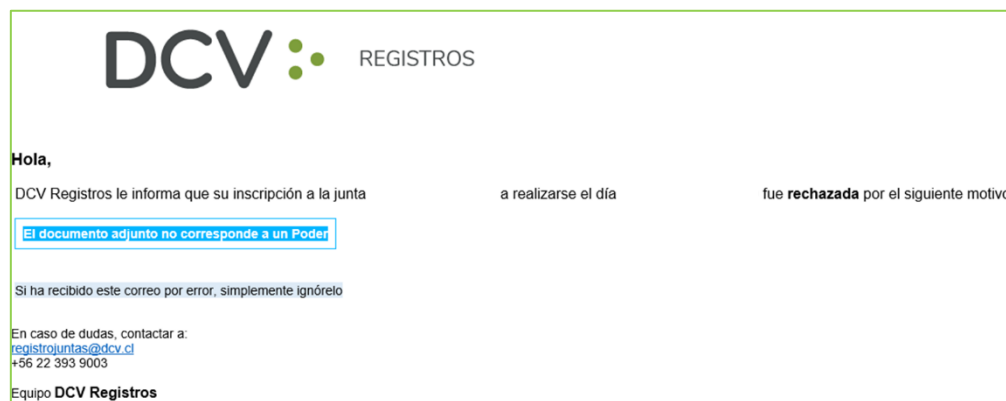 DCV REGISTROS
Hola,
DCV Registros le informa que su inscripción a la junta a realizarse el día fue rechazada por el siguiente motivo
El documento adjunto no corresponde a un Poder
Si ha recibido este correo por error, simplemente ignórelo
En caso de dudas, contactar a:
registrojuntas@dcv.cl
+56 22 393 9003
Equipo DCV Registros